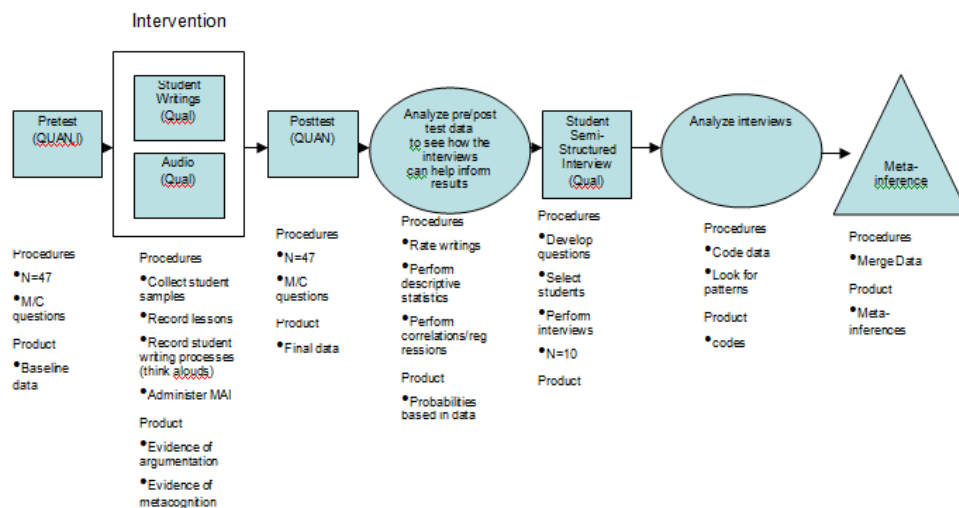 Intervention
Pretest
(QUAN,)
Student
Writings
(Qual)
Audio
(Qual)
Posttest
(QUAN)
Analyze pre/post
test data
to see how the
interviews
can help inform
results
Student
Semi-
Structured
Interview
(Qual)
Analyze interviews
Meta-
inference
Procedures
•N=47
•M/C
questions
Product
•Baseline
data
Procedures
•Collect student
samples
•Record lessons
•Record student
writing processes
(think alouds)
•Administer MAI
Product
•Evidence of
argumentation
•Evidence of
metacognition
Procedures
•N=47
•M/C
questions
Product
•Final data
Procedures
•Rate writings
•Perform
descriptive
statistics
•Perform
correlations/reg
ressions
Product
•Probabilities
based in data
Procedures
•Develop
questions
•Select
students
•Perform
interviews
•N=10
Product
Procedures
•Code data
•Look for
patterns
Product
•codes
Procedures
•Merge Data
Product
•Meta-
inferences